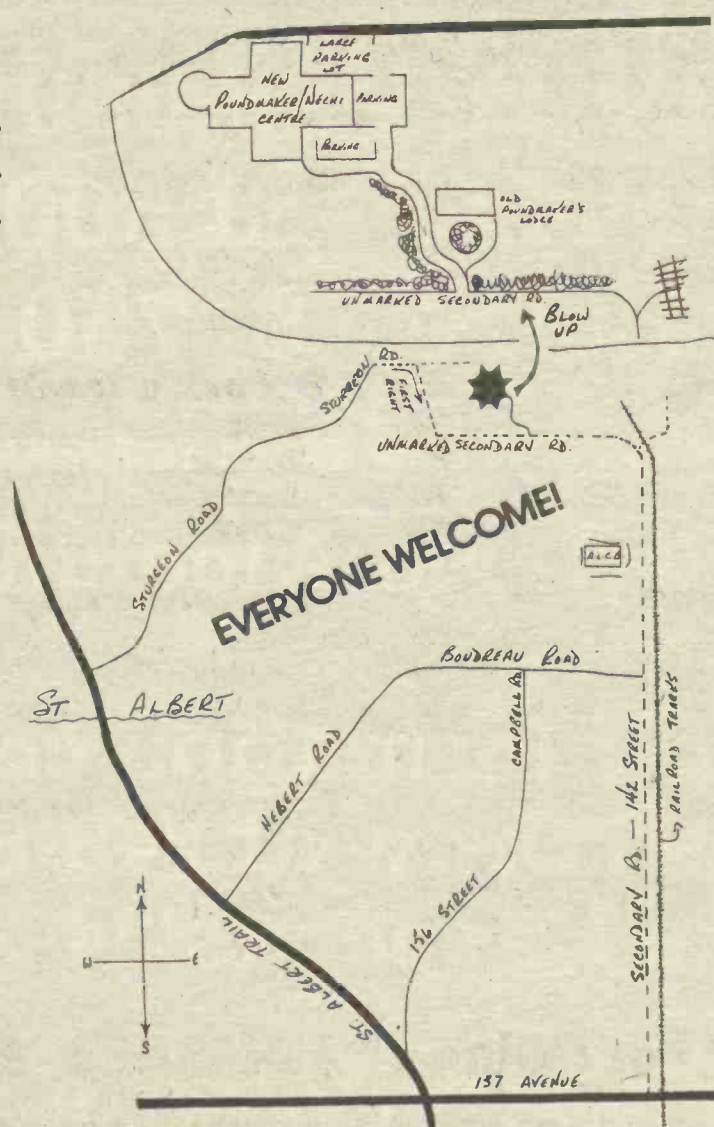 LARGE
PARKING
LOT
NEW
POUNDMAKER/NECHI
CENTRE
PARKING
PARKING
OLD
POUNDMAKER'S
LODGE
UNMARKED SECONDARY RD.
BLOW
UP
STURGEON RD.
FIRST
RIGHT
UNMARKED SECONDARY RD.
STURGEON ROAD
EVERYONE WELCOME!
ALCB
BOUDREAU ROAD
ST. ALBERT
CAMPBELL RD.
HEBERT ROAD
SECONDARY RD. — 142 STREET
RAILROAD TRACKS
156 STREET
N
W E
S
ST. ALBERT TRAIL
137 AVENUE